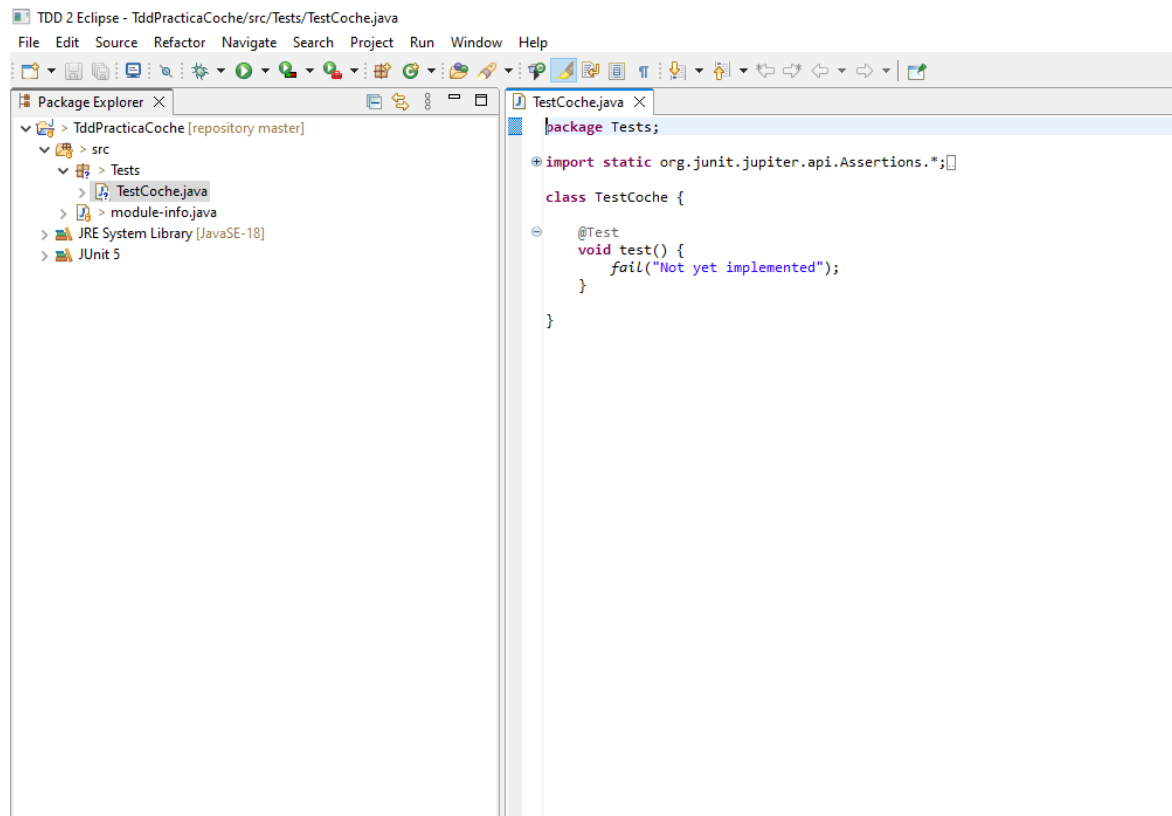 TDD 2 Eclipse - TddPracticaCoche/src/Tests/TestCoche.java
File Edit Source Refactor Navigate Search Project Run Window Help
Package Explorer
> TddPracticaCoche [repository master]
> src
> Tests
TestCoche.java
> module-info.java
JRE System Library [JavaSE-18]
JUnit 5
TestCoche.java
package Tests;
import static org.junit.jupiter.api.Assertions.*;
class TestCoche {
@Test
void test() {
fail("Not yet implemented");
}
}